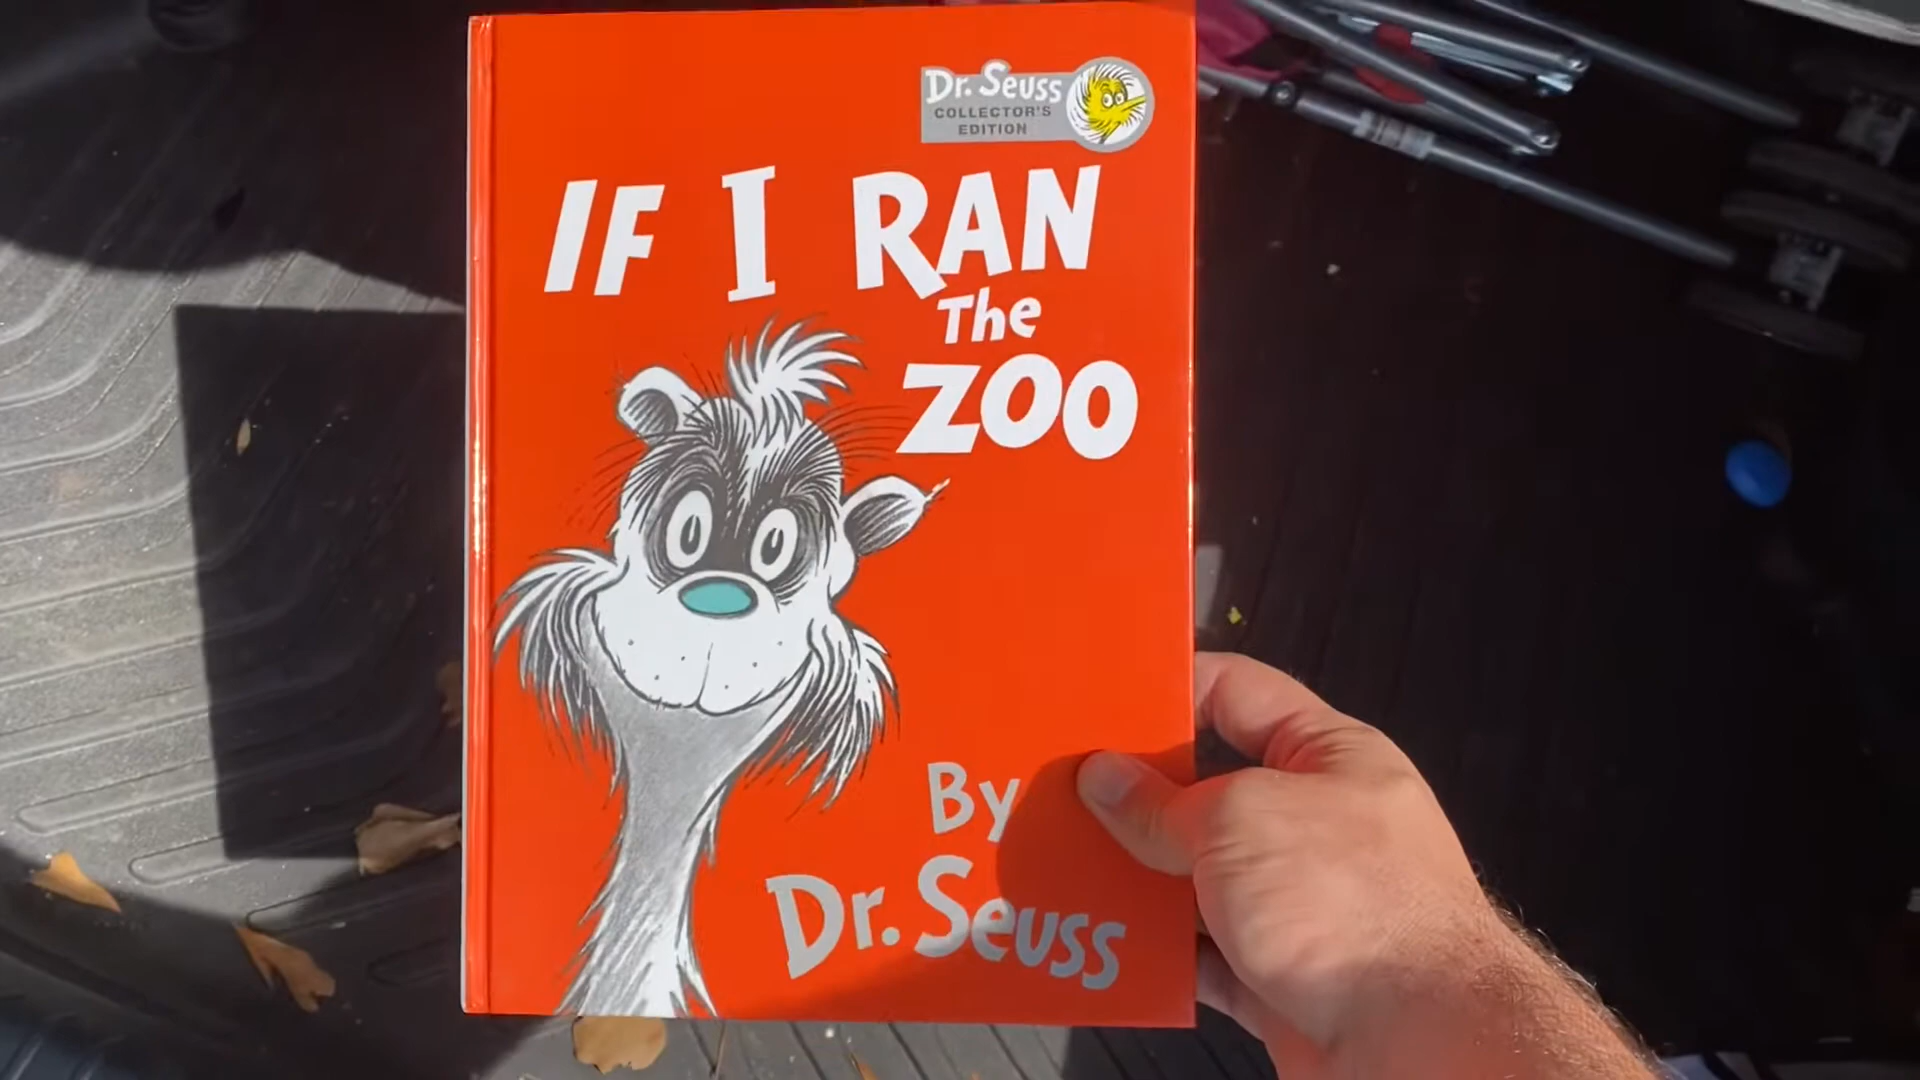 Dr. Seuss
COLLECTOR'S
EDITION
IF I RAN
The
ZOO
By
Dr. Seuss